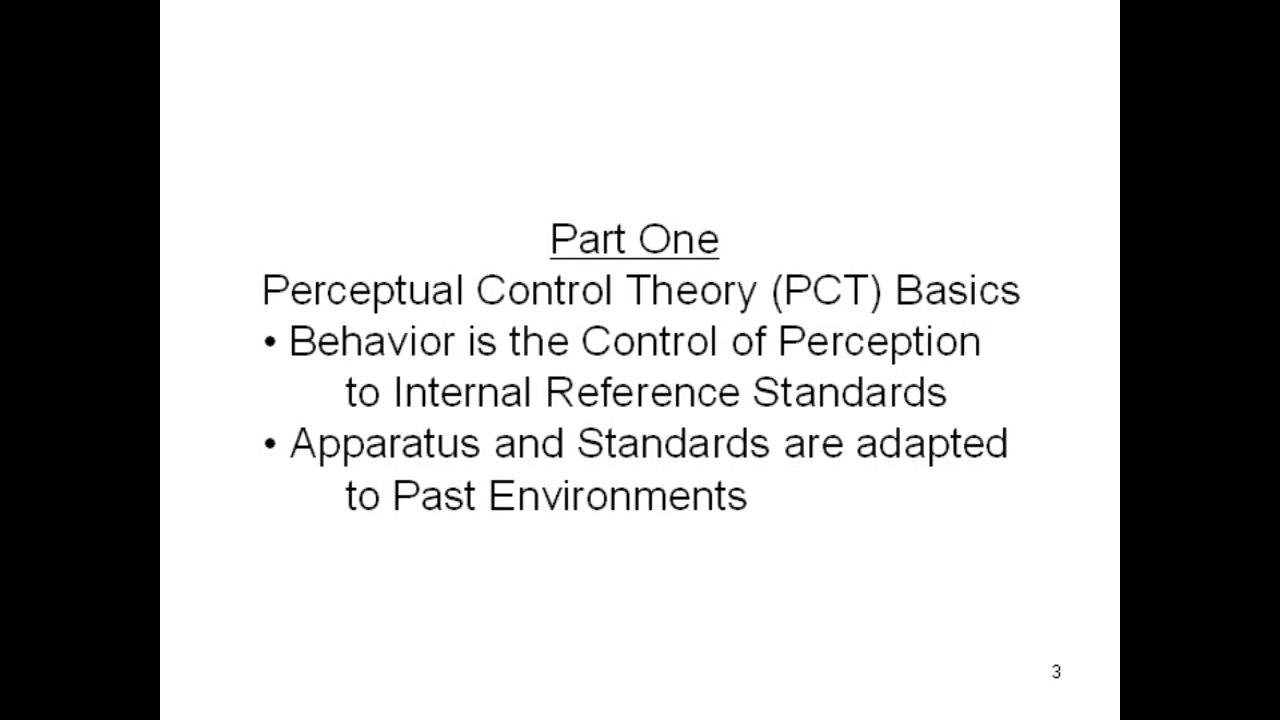 Part One
Perceptual Control Theory (PCT) Basics
• Behavior is the Control of Perception
to Internal Reference Standards
• Apparatus and Standards are adapted
to Past Environments
3